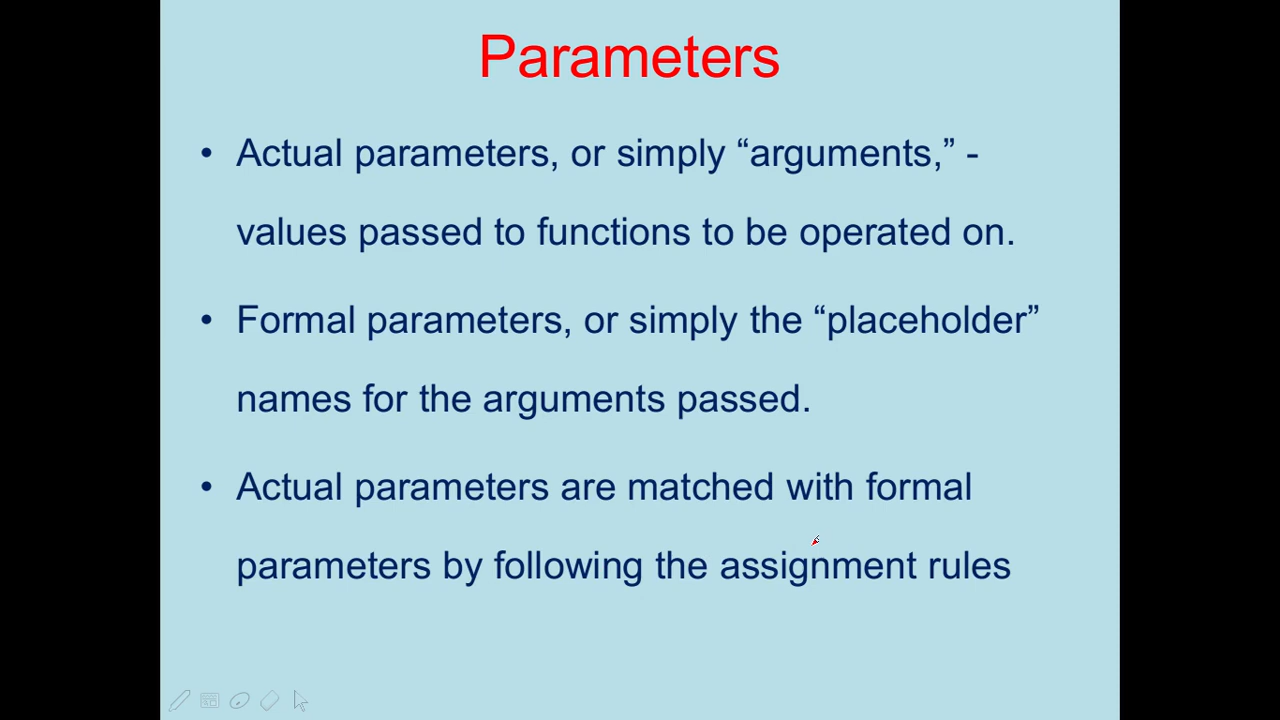 Parameters
• Actual parameters, or simply “arguments,” -
values passed to functions to be operated on.
• Formal parameters, or simply the “placeholder”
names for the arguments passed.
• Actual parameters are matched with formal
parameters by following the assignment rules